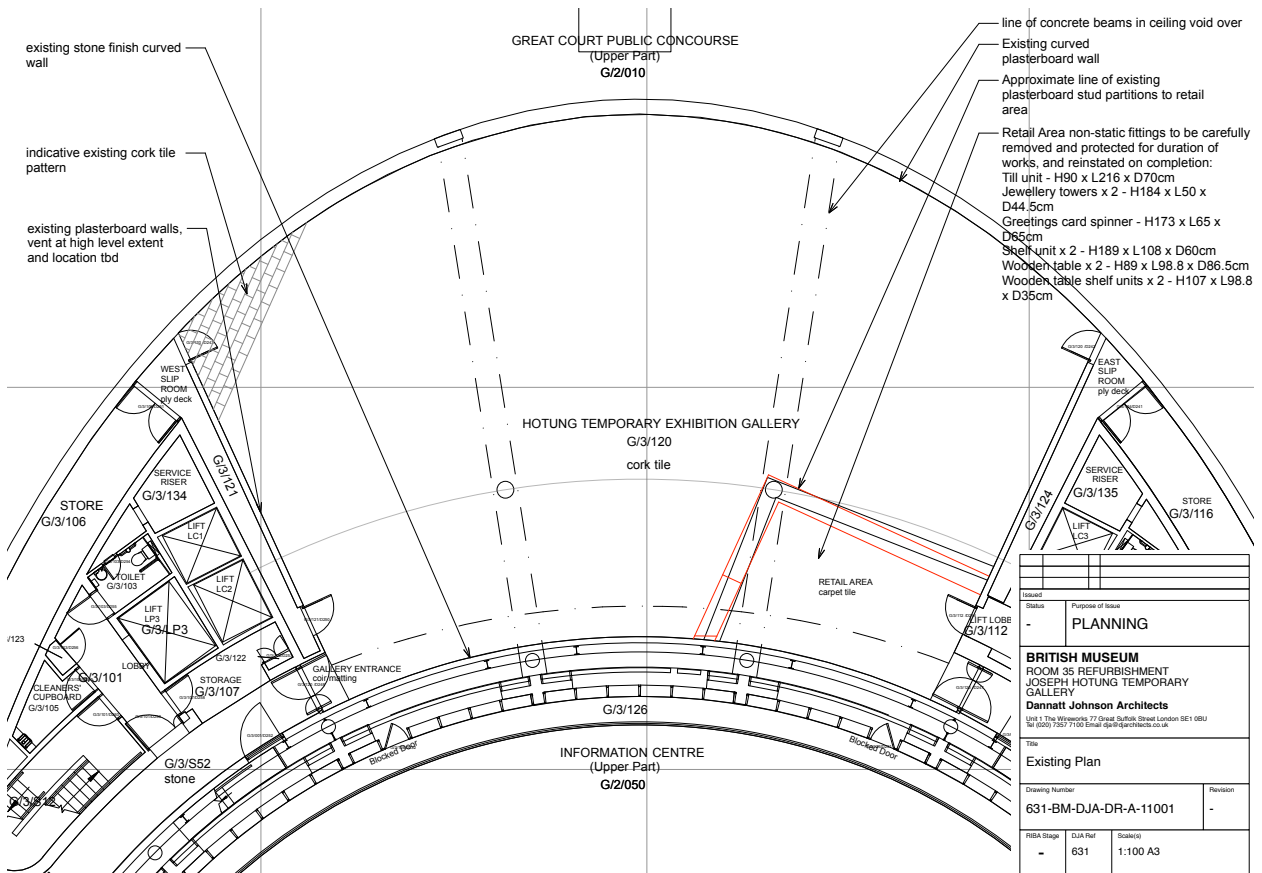 GREAT COURT PUBLIC CONCOURSE
(Upper Part)
G/2/010
existing stone finish curved
wall
indicative existing cork tile
pattern
existing plasterboard walls,
vent at high level extent
and location tbd
line of concrete beams in ceiling void over
Existing curved
plasterboard wall
Approximate line of existing
plasterboard stud partitions to retail
area
Retail Area non-static fittings to be carefully
removed and protected for duration of
works, and reinstated on completion:
Till unit - H90 x L216 x D70cm
Jewellery towers x 2 - H184 x L50 x
D44.5cm
Greetings card spinner - H173 x L65 x
D65cm
Shelf unit x 2 - H189 x L108 x D60cm
Wooden table x 2 - H89 x L98.8 x D86.5cm
Wooden table shelf units x 2 - H107 x L98.8
x D35cm
WEST
SLIP
ROOM
ply deck
EAST
SLIP
ROOM
ply deck
HOTUNG TEMPORARY EXHIBITION GALLERY
G/3/120
cork tile
G/3/121
SERVICE
RISER
G/3/134
STORE
G/3/106
LIFT
LC1
LIFT
LC2
TOILET
G/3/103
LIFT
LP3
G/3/LP3
/123
LOBBY
G/3/101
G/3/122
STORAGE
G/3/107
CLEANERS'
CUPBOARD
G/3/105
GALLERY ENTRANCE
coir matting
G/3/S52
stone
G/3/S12
SERVICE
RISER
G/3/135
STORE
G/3/116
G/3/124
LIFT
LC3
RETAIL AREA
carpet tile
LIFT LOBB
G/3/112
G/3/126
Blocked Door
Blocked Door
INFORMATION CENTRE
(Upper Part)
G/2/050
Issued
Status
Purpose of Issue
-
PLANNING
BRITISH MUSEUM
ROOM 35 REFURBISHMENT
JOSEPH HOTUNG TEMPORARY
GALLERY
Dannatt Johnson Architects
Unit 1 The Wireworks 77 Great Suffolk Street London SE1 0BU
Tel (020) 7357 7100 Email dja@djarchitects.co.uk
Title
Existing Plan
Drawing Number
Revision
631-BM-DJA-DR-A-11001
-
RIBA Stage
DJA Ref
Scale(s)
-
631
1:100 A3